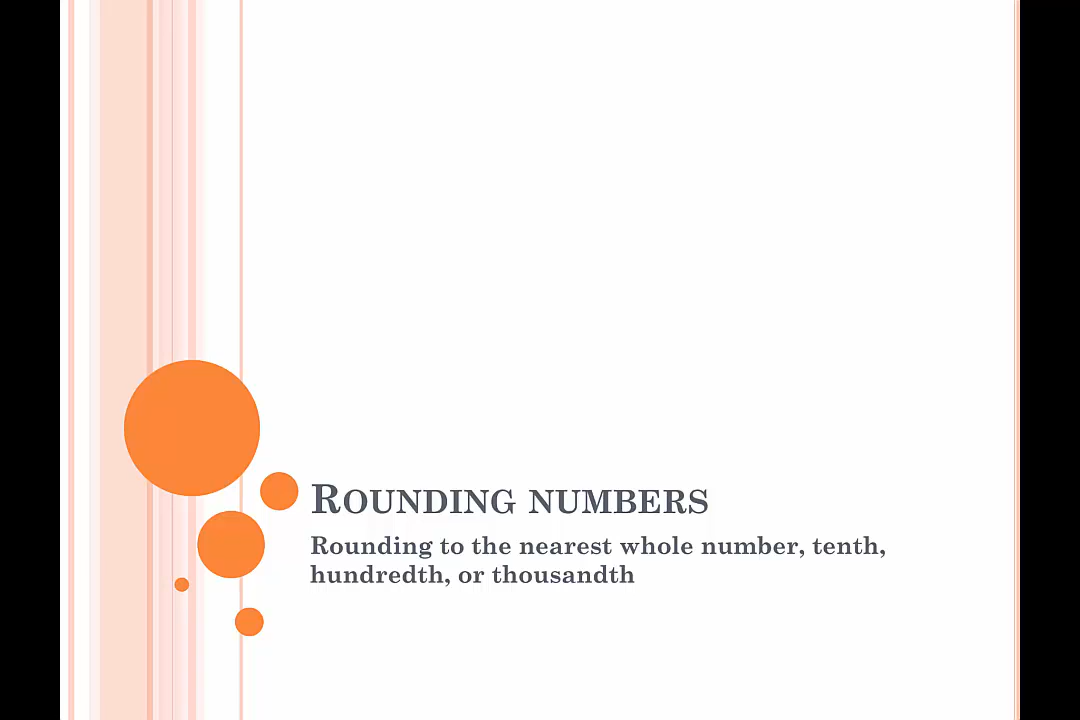 Rounding numbers
Rounding to the nearest whole number, tenth,
hundredth, or thousandth